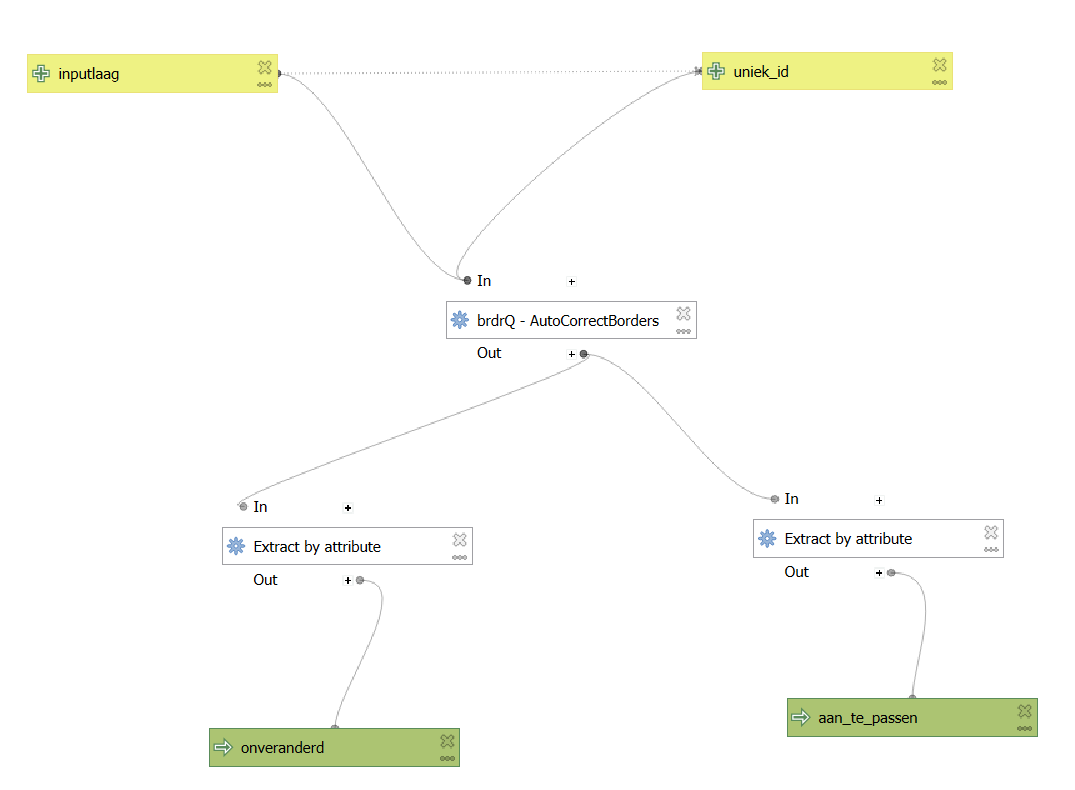 inputlaag
uniek_id
In
brdrQ - AutoCorrectBorders
Out
In
Extract by attribute
Out
In
Extract by attribute
Out
onveranderd
aan_te_passen